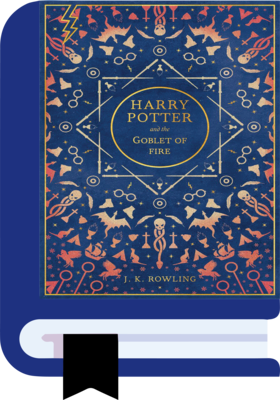 HARRY
POTTER
and the
GOBLET OF
FIRE
J. K. ROWLING